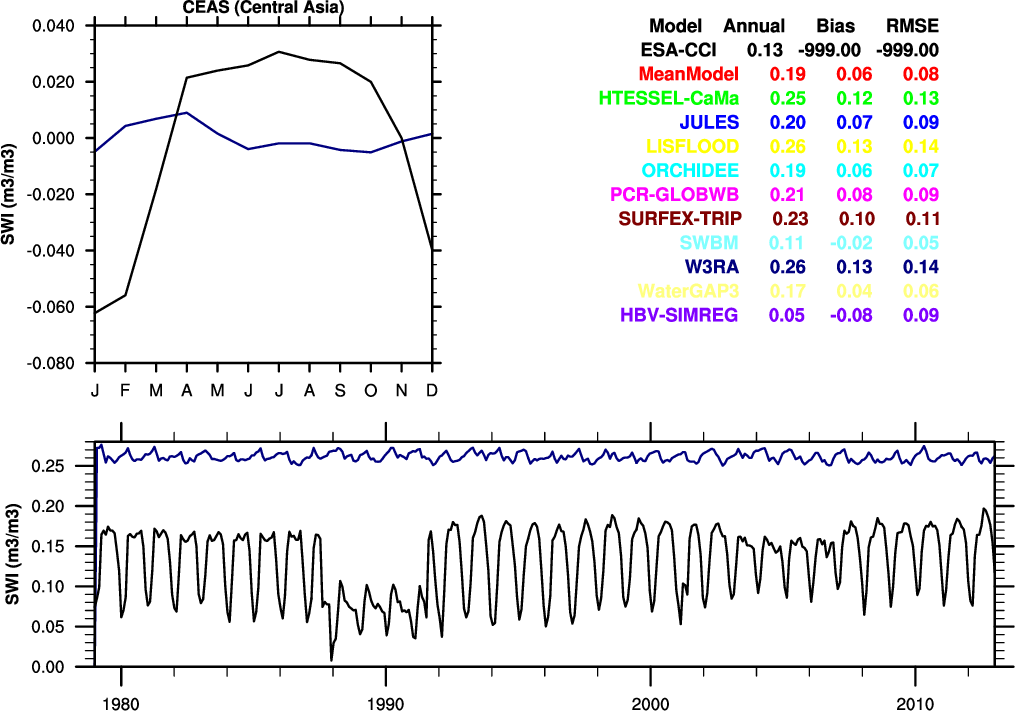 CEAS (Central Asia)
SWI (m3/m3)
0.040
0.020
0.000
-0.020
-0.040
-0.060
-0.080
J F M A M J J A S O N D
Model Annual Bias RMSE
ESA-CCI 0.13 -999.00 -999.00
MeanModel 0.19 0.06 0.08
HTESSEL-CaMa 0.25 0.12 0.13
JULES 0.20 0.07 0.09
LISFLOOD 0.26 0.13 0.14
ORCHIDEE 0.19 0.06 0.07
PCR-GLOBWB 0.21 0.08 0.09
SURFEX-TRIP 0.23 0.10 0.11
SWBM 0.11 -0.02 0.05
W3RA 0.26 0.13 0.14
WaterGAP3 0.17 0.04 0.06
HBV-SIMREG 0.05 -0.08 0.09
SWI (m3/m3)
0.25
0.20
0.15
0.10
0.05
0.00
1980 1990 2000 2010